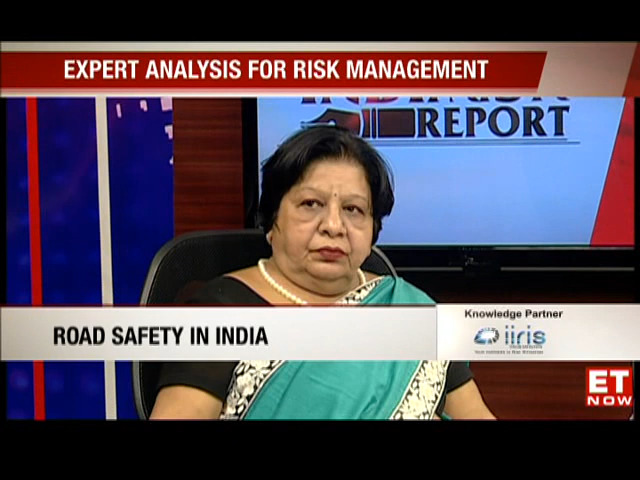 EXPERT ANALYSIS FOR RISK MANAGEMENT
REPORT
ROAD SAFETY IN INDIA
Knowledge Partner
iiris
ET
NOW